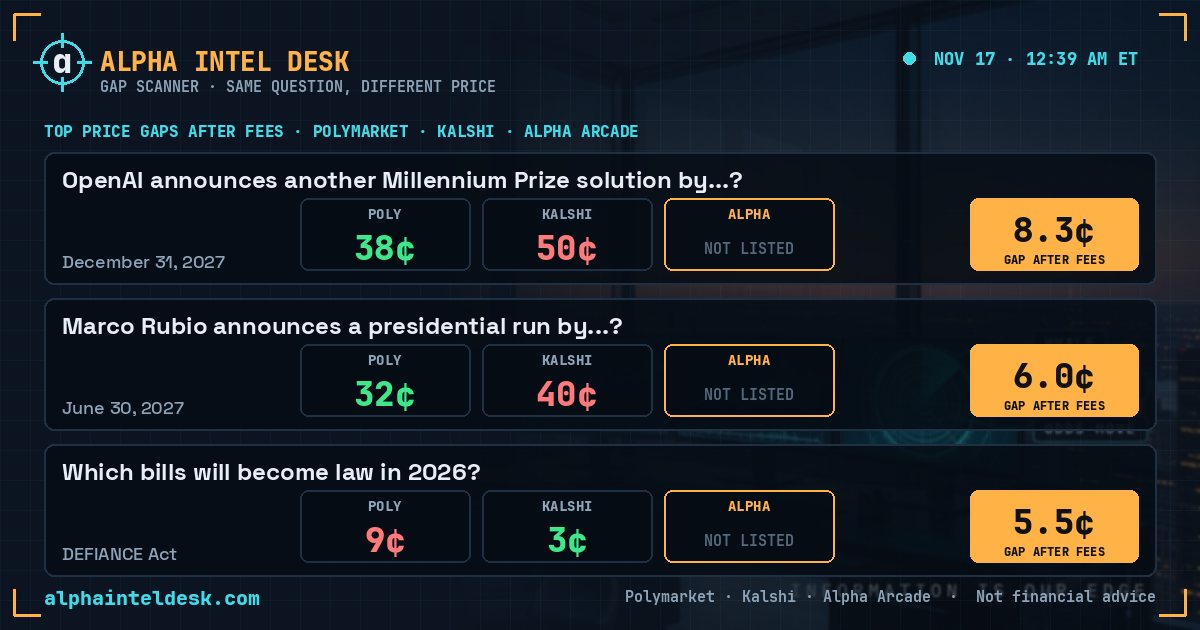 α
ALPHA INTEL DESK
GAP SCANNER · SAME QUESTION, DIFFERENT PRICE
NOV 17 · 12:39 AM ET
TOP PRICE GAPS AFTER FEES · POLYMARKET · KALSHI · ALPHA ARCADE
OpenAI announces another Millennium Prize solution by...?
December 31, 2027
POLY
38¢
KALSHI
50¢
ALPHA
NOT LISTED
8.3¢
GAP AFTER FEES
Marco Rubio announces a presidential run by...?
June 30, 2027
POLY
32¢
KALSHI
40¢
ALPHA
NOT LISTED
6.0¢
GAP AFTER FEES
Which bills will become law in 2026?
DEFIANCE Act
POLY
9¢
KALSHI
3¢
ALPHA
NOT LISTED
5.5¢
GAP AFTER FEES
INFORMATION IS OUR EDGE
alphainteldesk.com
Polymarket · Kalshi · Alpha Arcade · Not financial advice